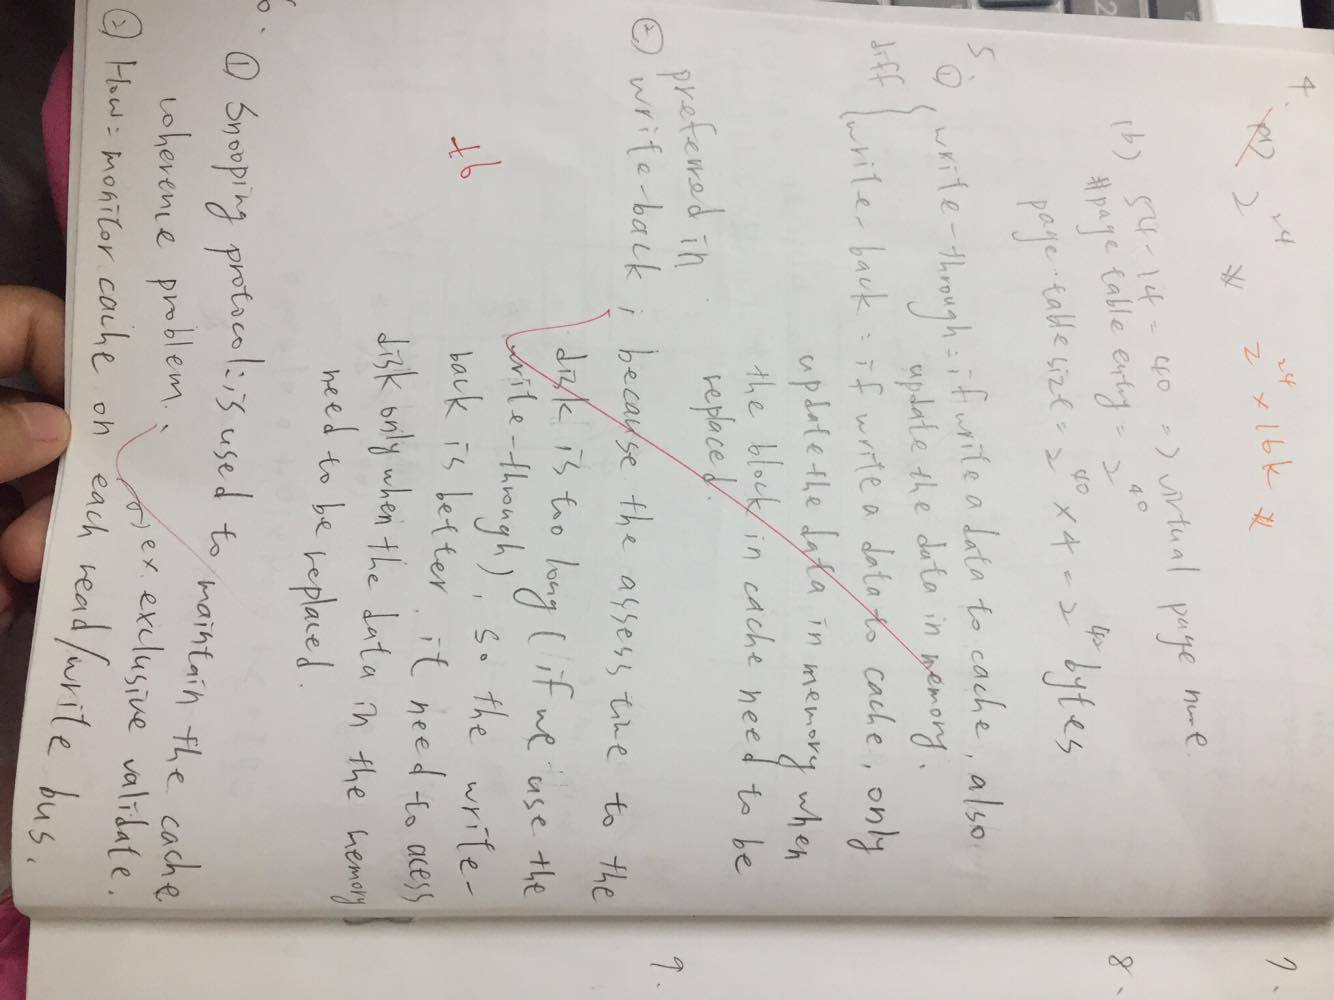 4.
(a) 2^24 # 2^24 × 16k #
(b) 54-14 = 40 => virtual page
#page table entry = 2^40
page table size = 2^40 × 4 = 2^42 bytes
5.
① write-through: if write a data to cache, also
update the data in memory.
diff
write-back: if write a data to cache, only
update the data in memory when
the block in cache need to be
replaced.
preferred in
② write-back; because the assess time to the
disk is too long (if we use the
write-through), so the write-
back is better, it need to acess
+6
disk only when the data in the memory
need to be replaced.
6.
① Snooping protocol: is used to maintain the cache
coherence problem.
ex. exclusive validate.
② How: monitor cache on each read/write bus.
7.
8.
9.